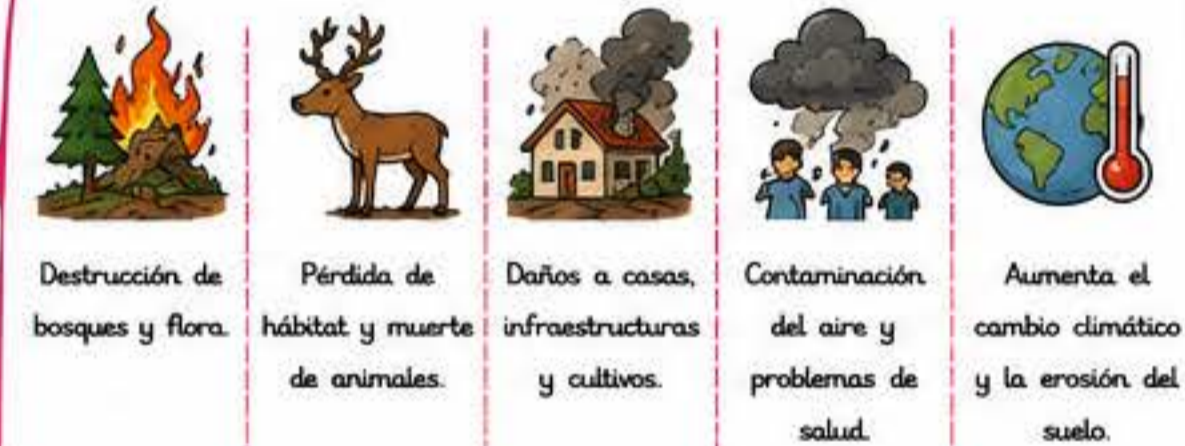 Destrucción de
bosques y flora.
Pérdida de
hábitat y muerte
de animales.
Daños a casas,
infraestructuras
y cultivos.
Contaminación
del aire y
problemas de
salud.
Aumenta el
cambio climático
y la erosión del
suelo.